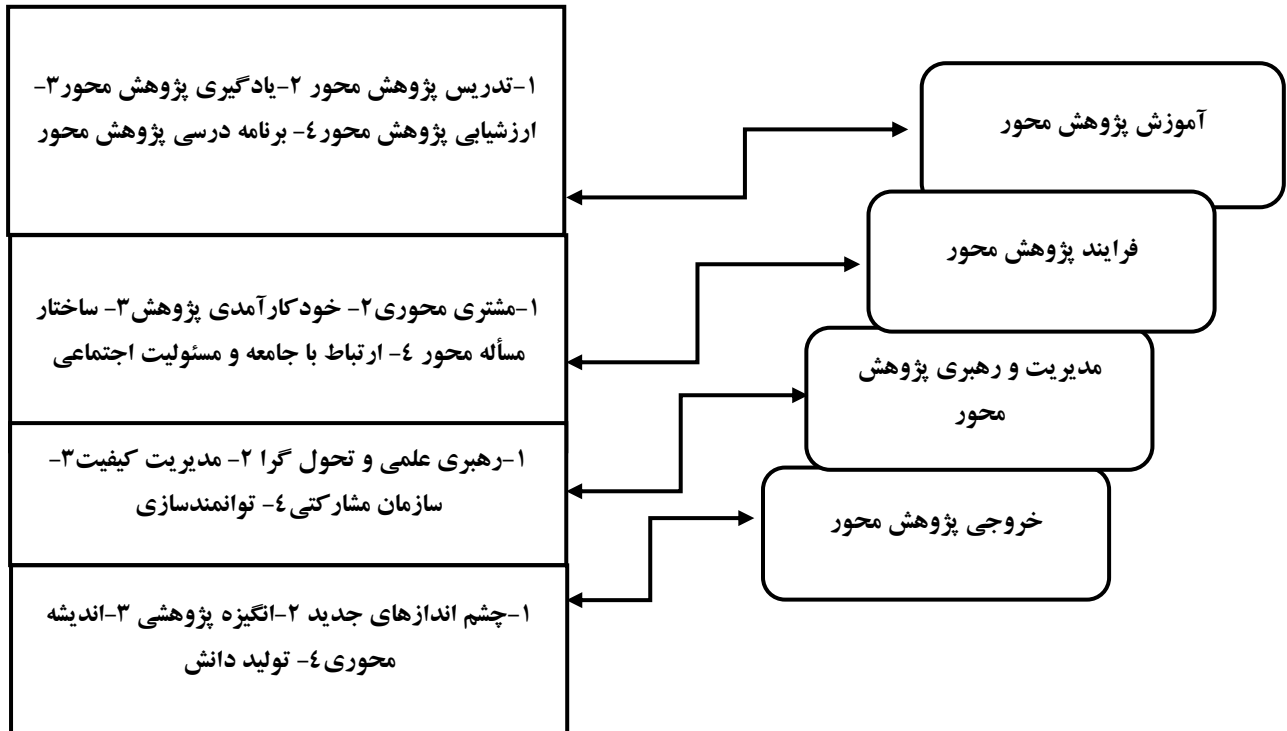 آموزش پژوهش محور
۱-تدریس پژوهش محور ۲-یادگیری پژوهش محور۳-
ارزشیابی پژوهش محور٤- برنامه درسی پژوهش محور
فرایند پژوهش محور
۱-مشتری محوری۲- خودکارآمدی پژوهش۳- ساختار
مسأله محور ٤- ارتباط با جامعه و مسئولیت اجتماعی
مدیریت و رهبری پژوهش
محور
۱-رهبری علمی و تحول گرا ۲- مدیریت کیفیت۳-
سازمان مشارکتی٤- توانمندسازی
خروجی پژوهش محور
۱-چشم اندازهای جدید ۲-انگیزه پژوهشی ۳-اندیشه
محوری٤- تولید دانش